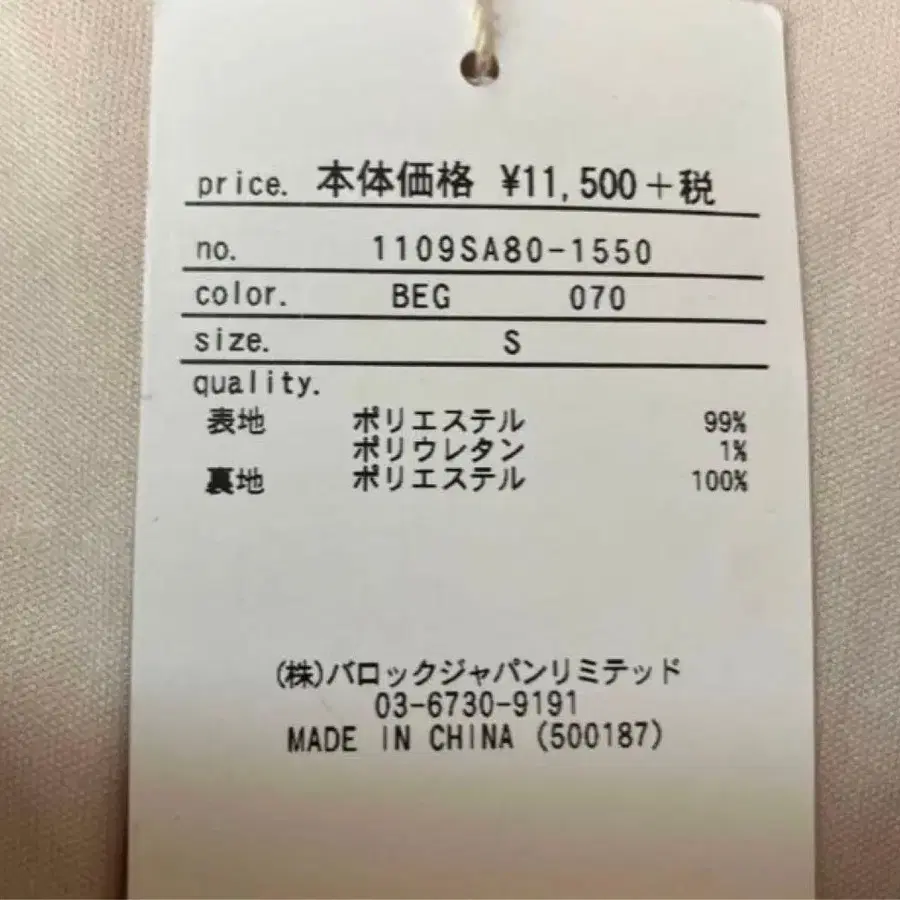 price. 本体価格 ¥11,500+税
no. 1109SA80-1550
color. BEG 070
size. S
quality.
表地 ポリエステル 99%
ポリウレタン 1%
裏地 ポリエステル 100%
(株)バロックジャパンリミテッド
03-6730-9191
MADE IN CHINA (500187)